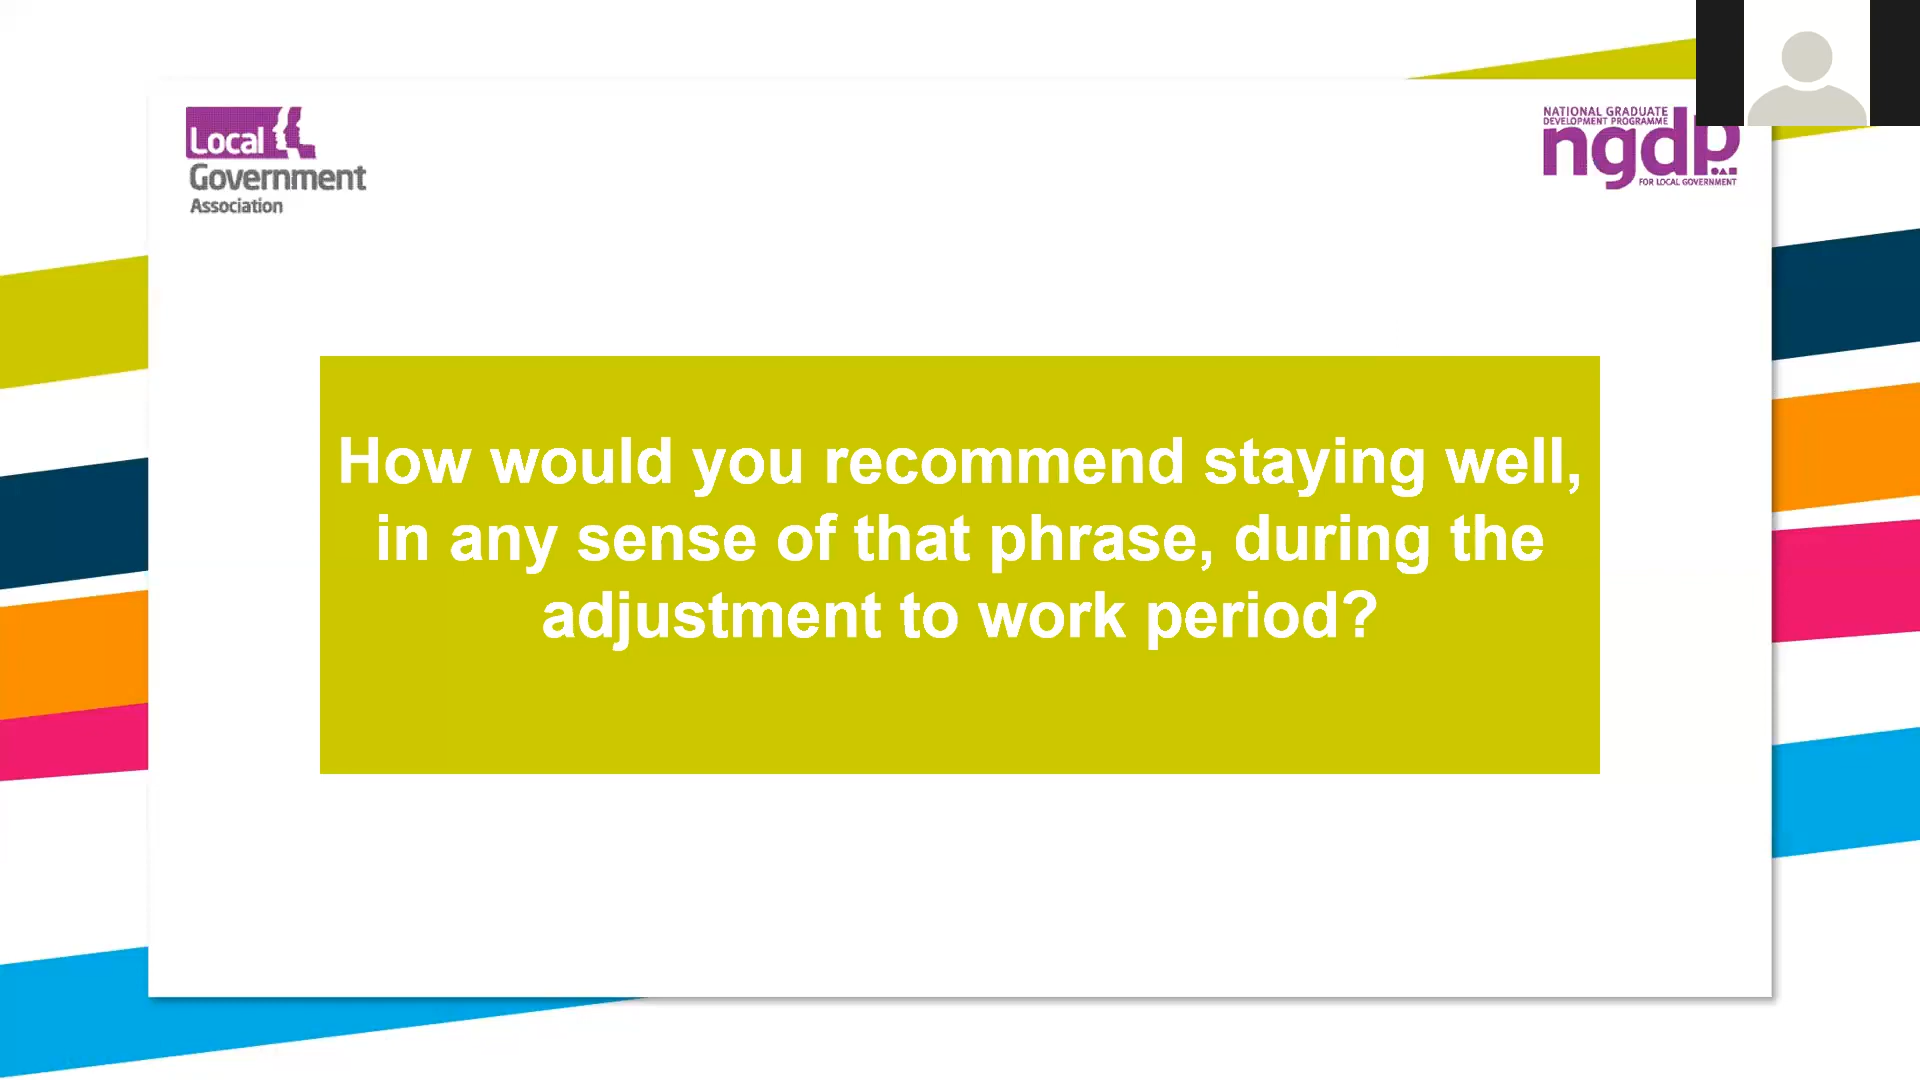 Local
Government
Association
NATIONAL GRADUATE
DEVELOPMENT PROGRAMME
ngdp
FOR LOCAL GOVERNMENT
How would you recommend staying well,
in any sense of that phrase, during the
adjustment to work period?